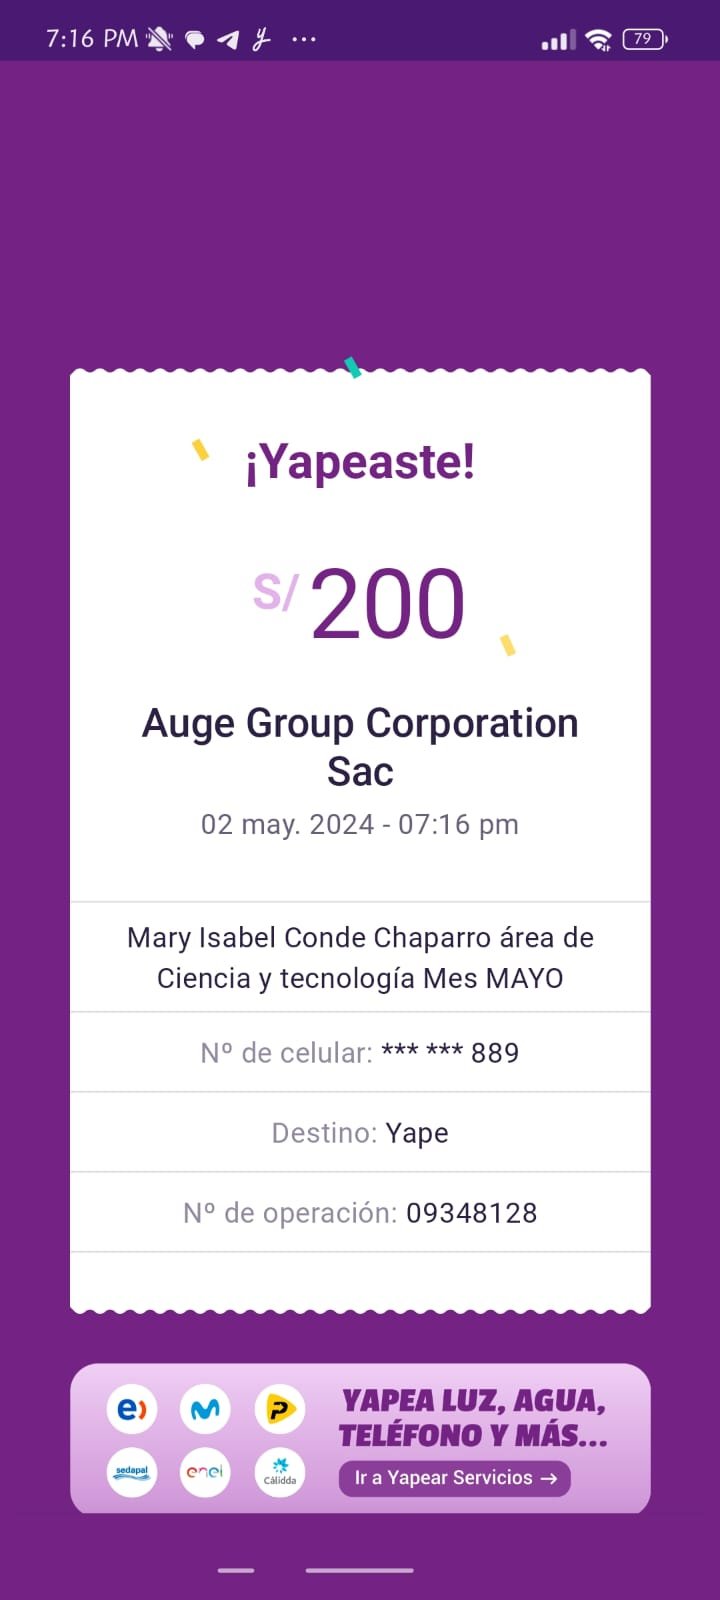 7:16 PM
79
¡Yapeaste!
S/ 200
Auge Group Corporation
Sac
02 may. 2024 - 07:16 pm
Mary Isabel Conde Chaparro área de
Ciencia y tecnología Mes MAYO
Nº de celular: *** *** 889
Destino: Yape
Nº de operación: 09348128
YAPEA LUZ, AGUA,
TELÉFONO Y MÁS...
sedapal enel Cálidda
Ir a Yapear Servicios →